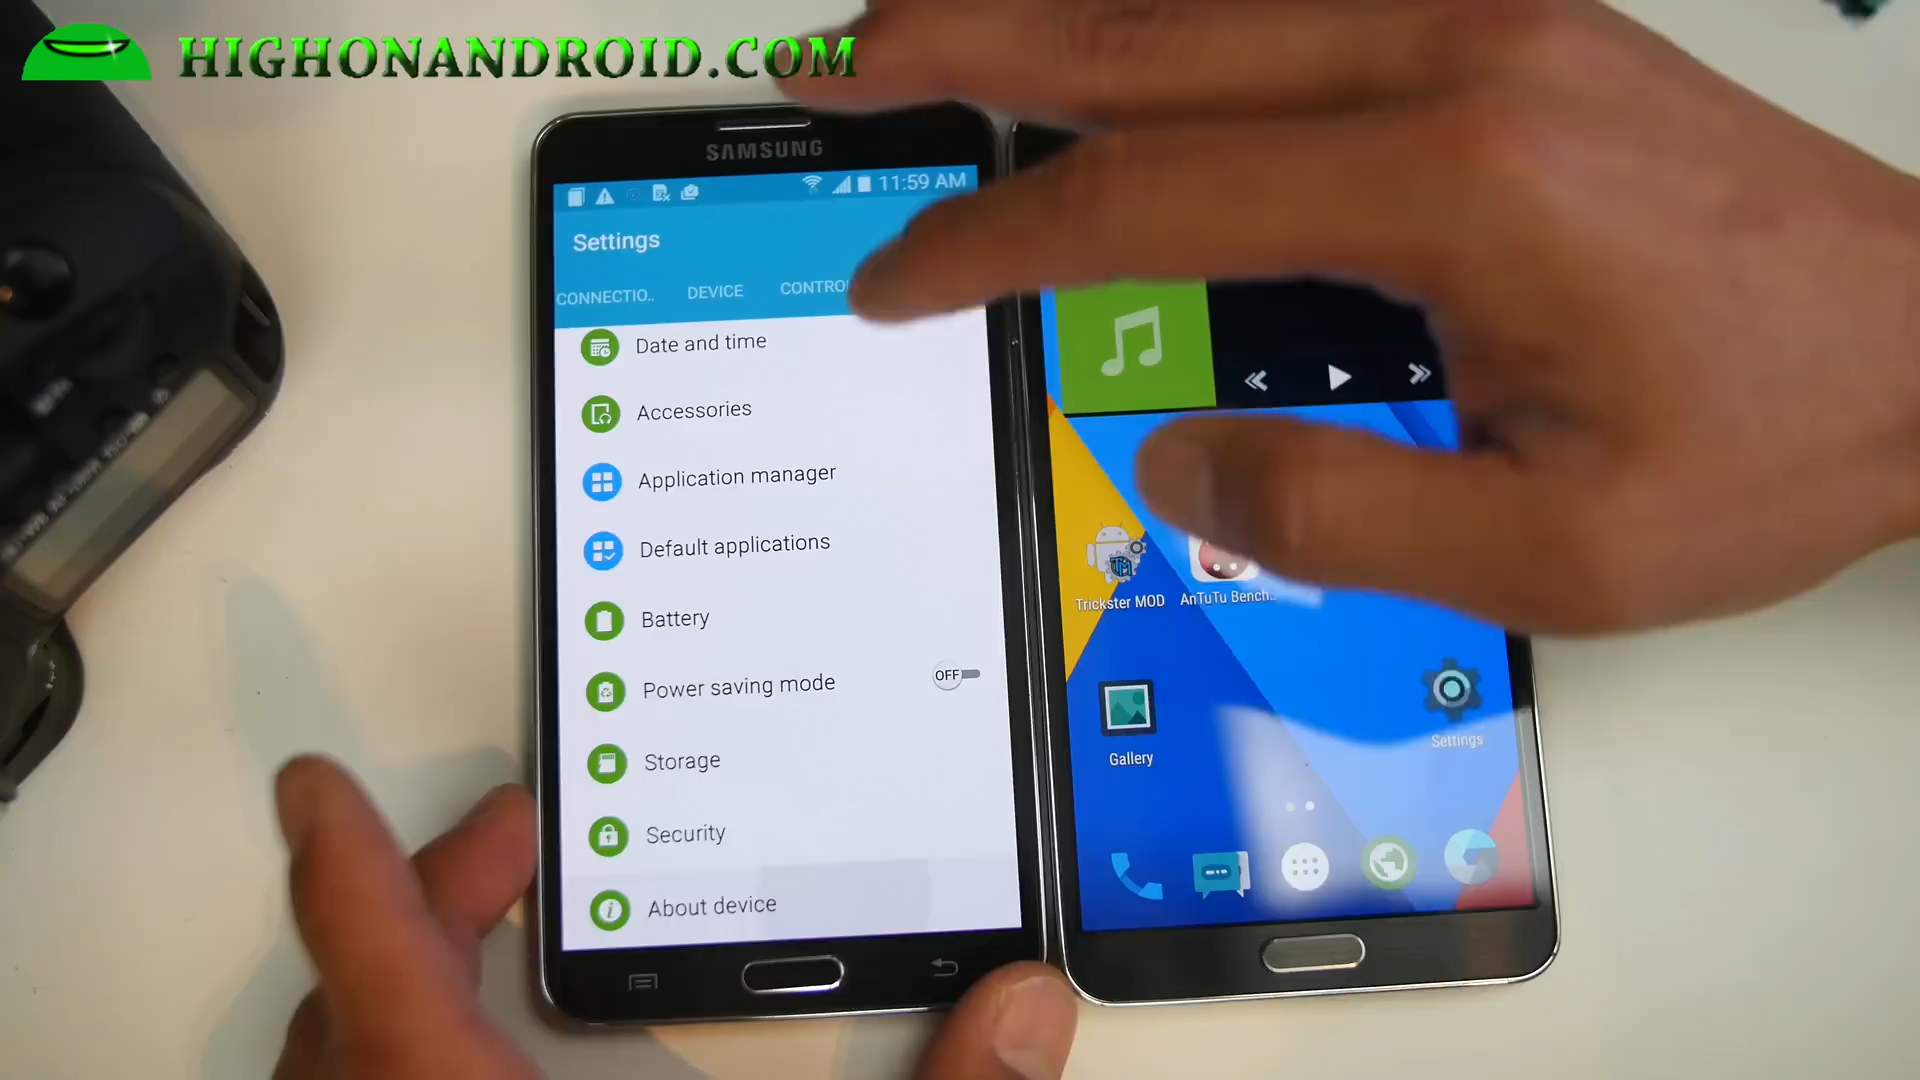 HIGHONANDROID.COM
SAMSUNG
11:59 AM
Settings
CONNECTIO..
DEVICE
CONTRO
Date and time
Accessories
Application manager
Default applications
Battery
Power saving mode
OFF
Storage
Security
About device
TM
Trickster MOD
AnTuTu Bench..
Gallery
Settings